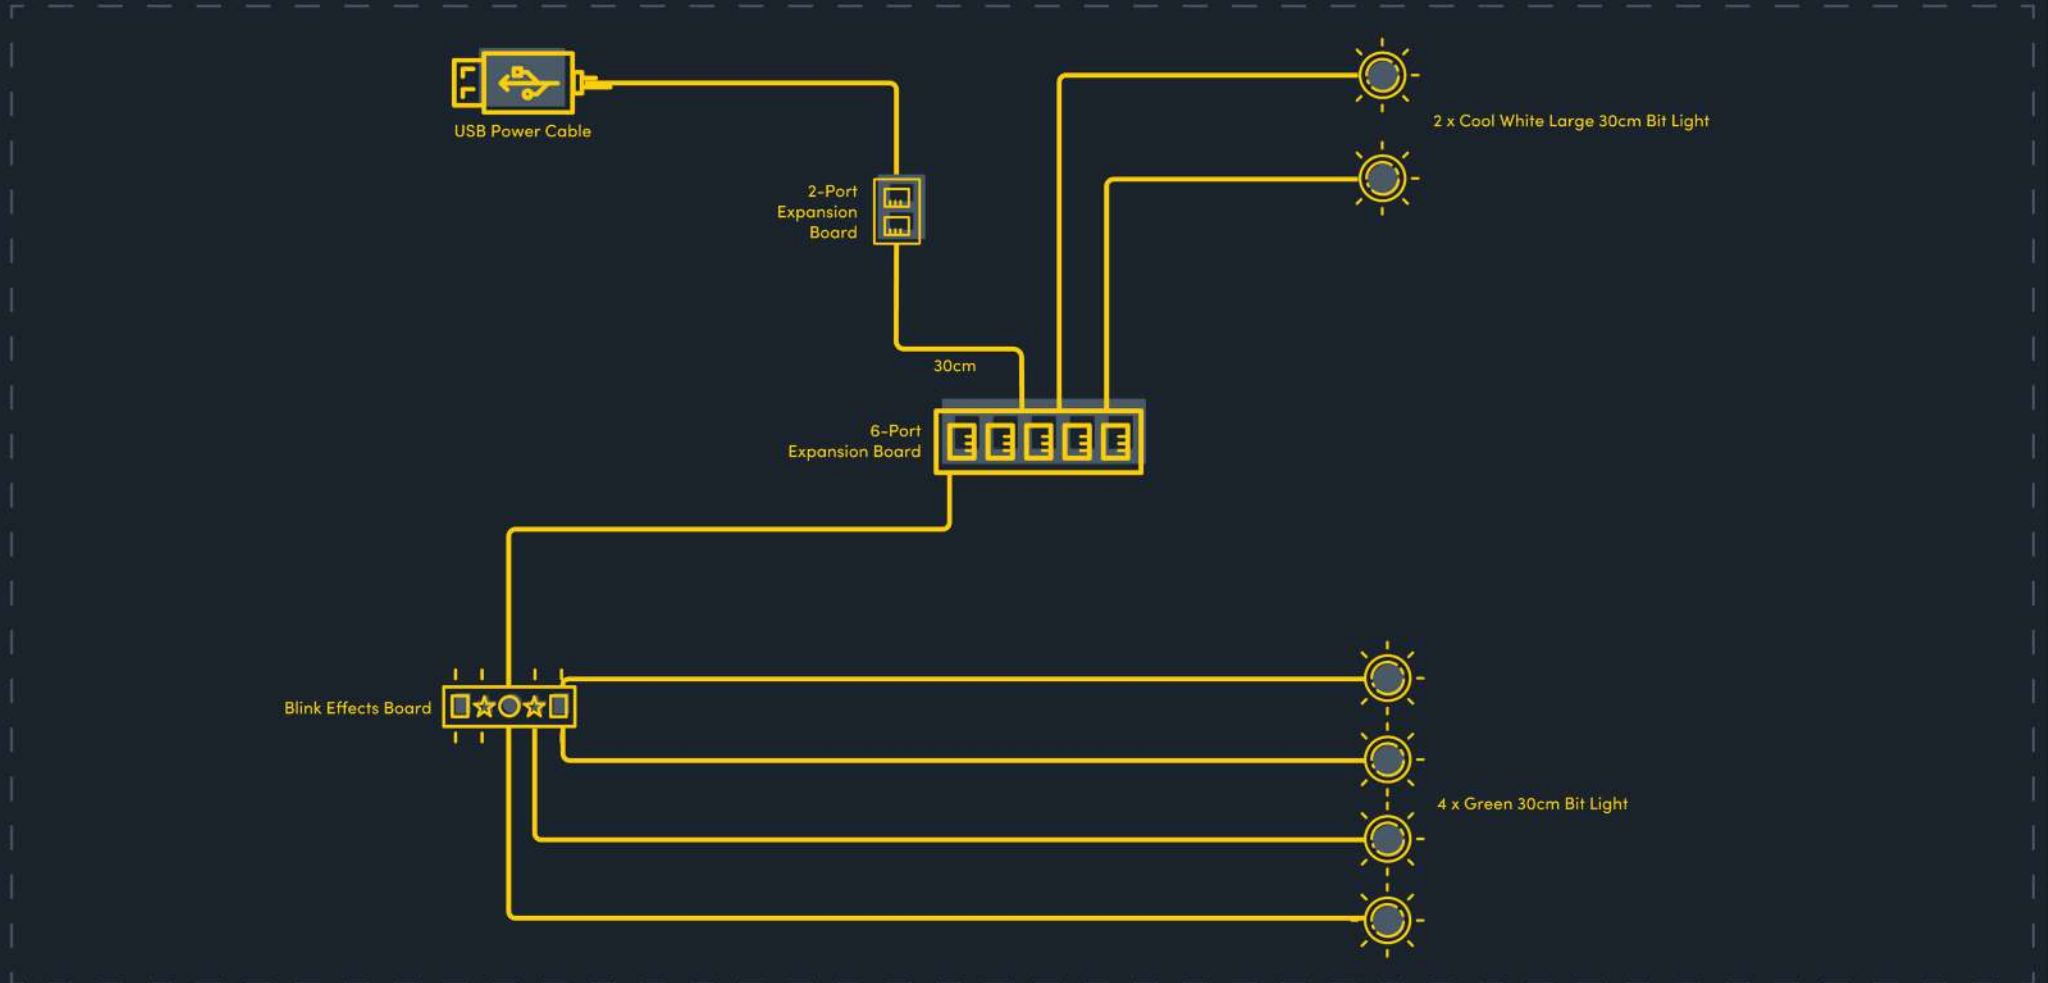 USB Power Cable
2 x Cool White Large 30cm Bit Light
2-Port
Expansion
Board
30cm
6-Port
Expansion Board
Blink Effects Board
4 x Green 30cm Bit Light